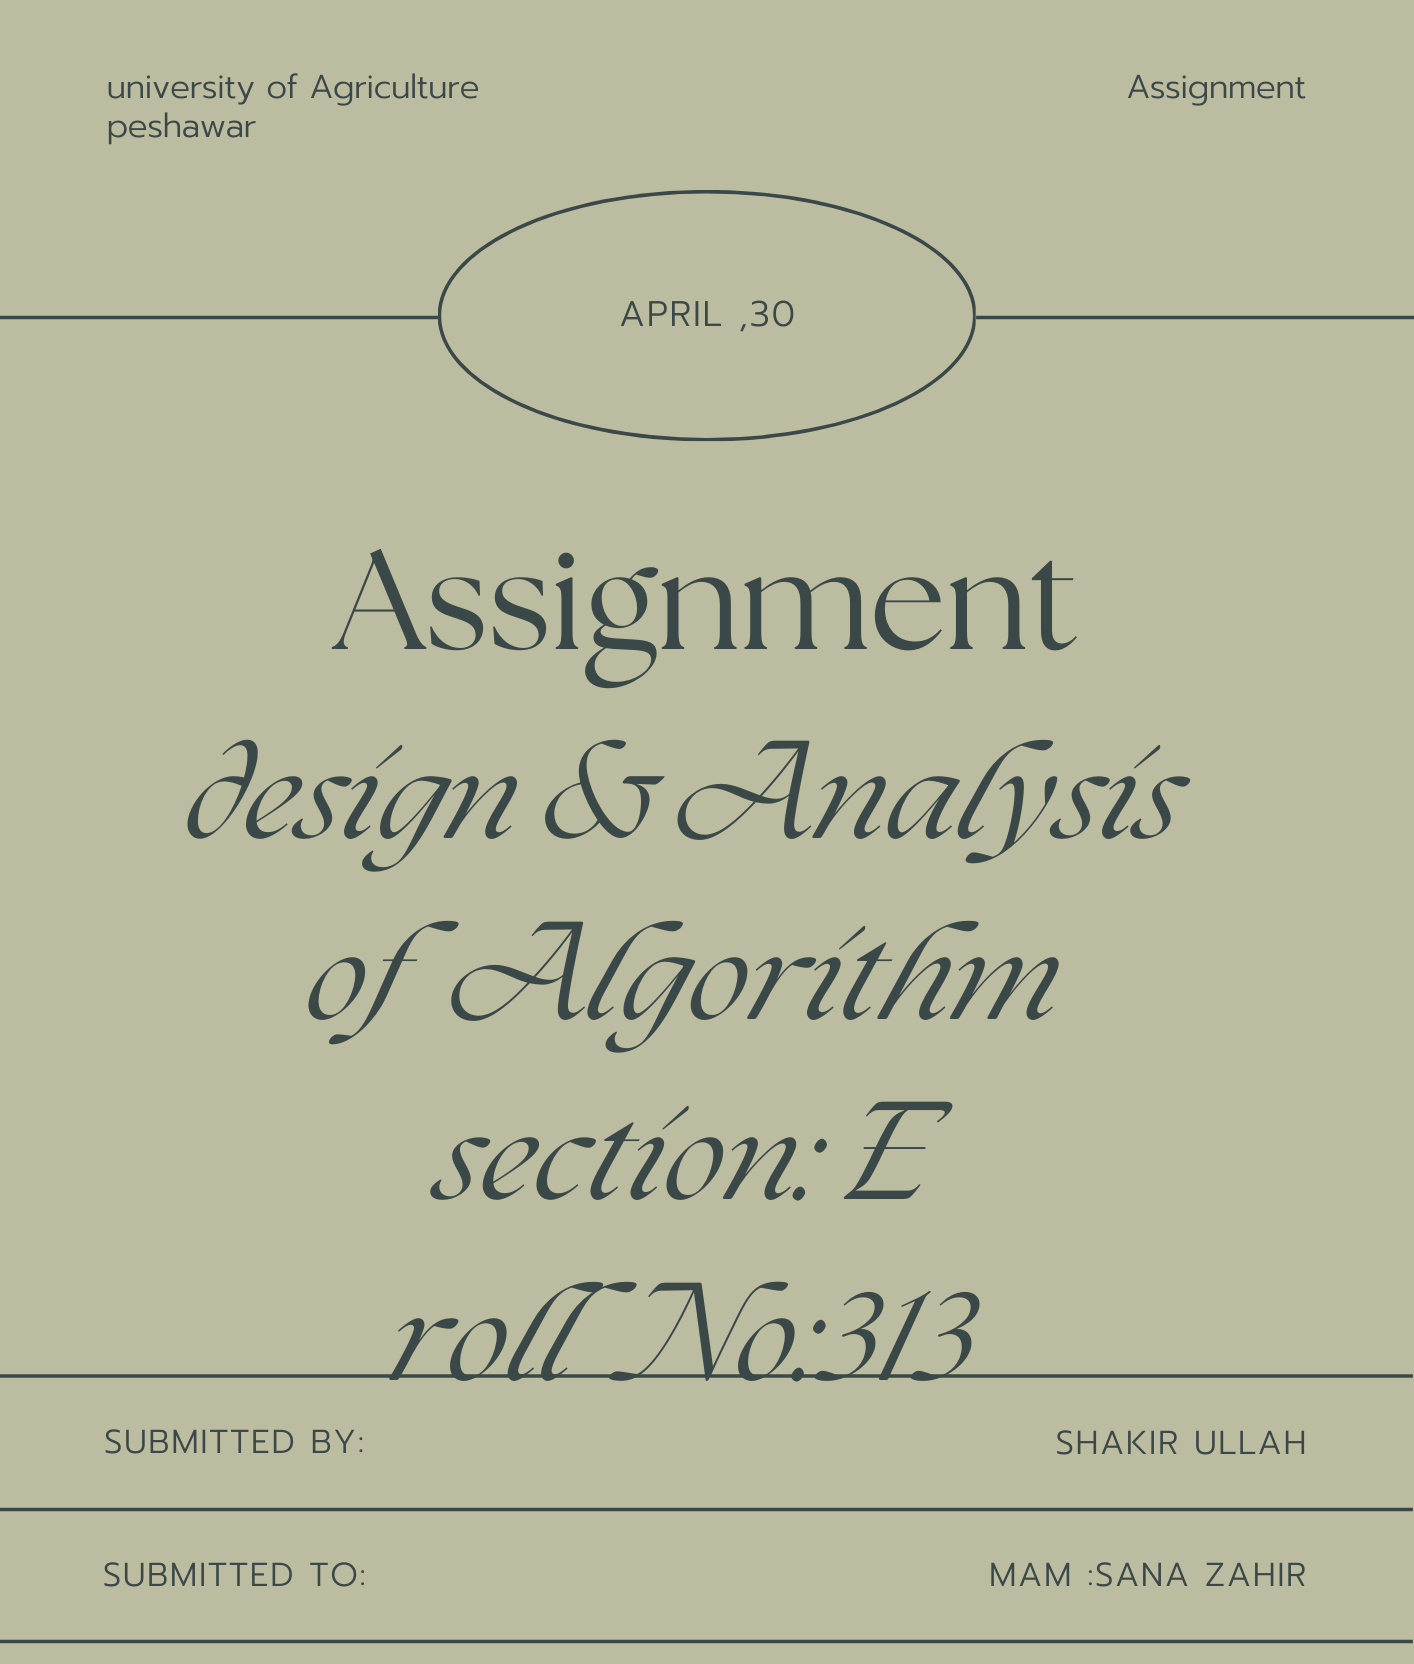 university of Agriculture
peshawar
Assignment
APRIL ,30
Assignment
design & Analysis
of Algorithm
section: E
roll No:313
SUBMITTED BY:
SHAKIR ULLAH
SUBMITTED TO:
MAM :SANA ZAHIR